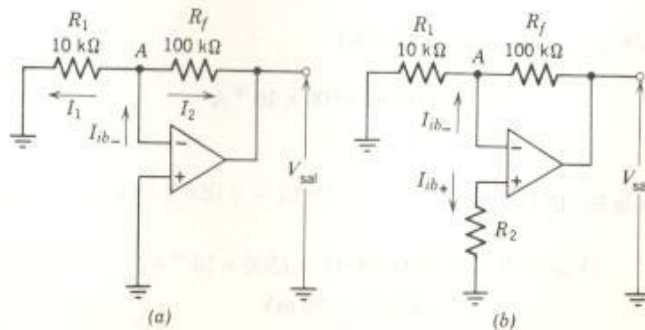 R1
10 kΩ
A
Rf
100 kΩ
I1
I2
Iib−
−
+
Vsal
(a)
R1
10 kΩ
A
Rf
100 kΩ
Iib−
−
+
Iib+
R2
(b)